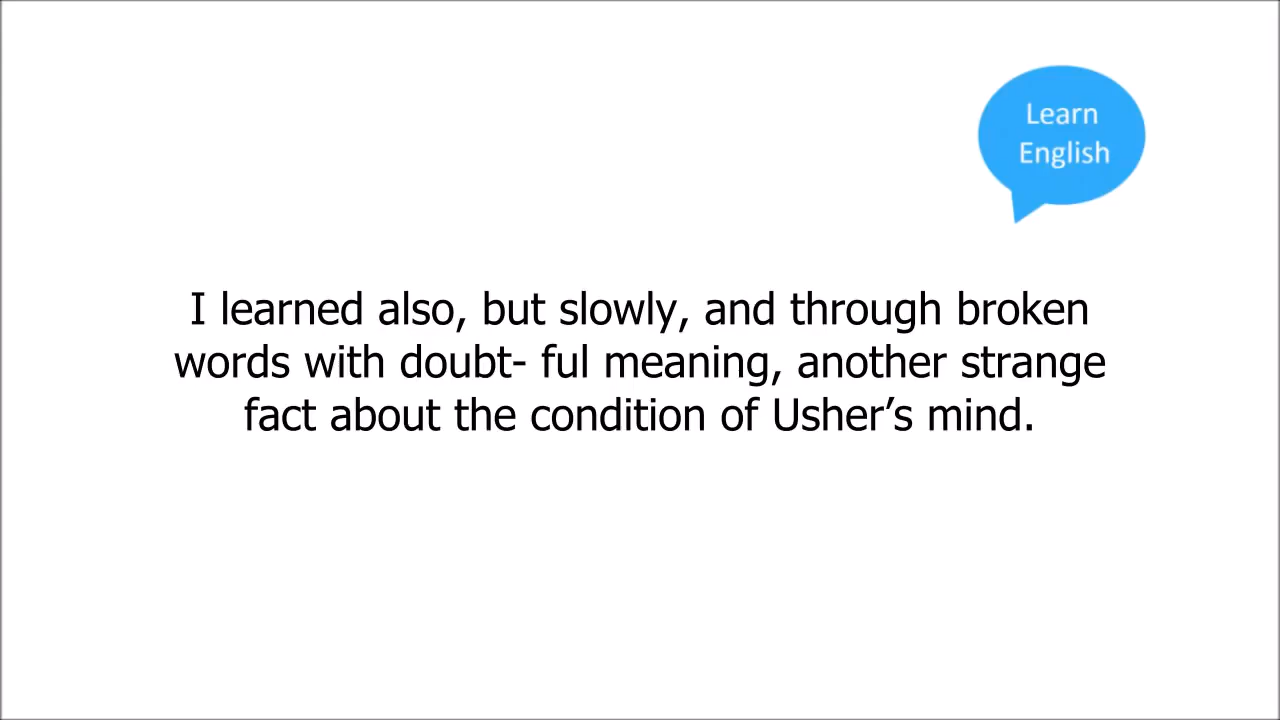 Learn
English
I learned also, but slowly, and through broken
words with doubt- ful meaning, another strange
fact about the condition of Usher’s mind.